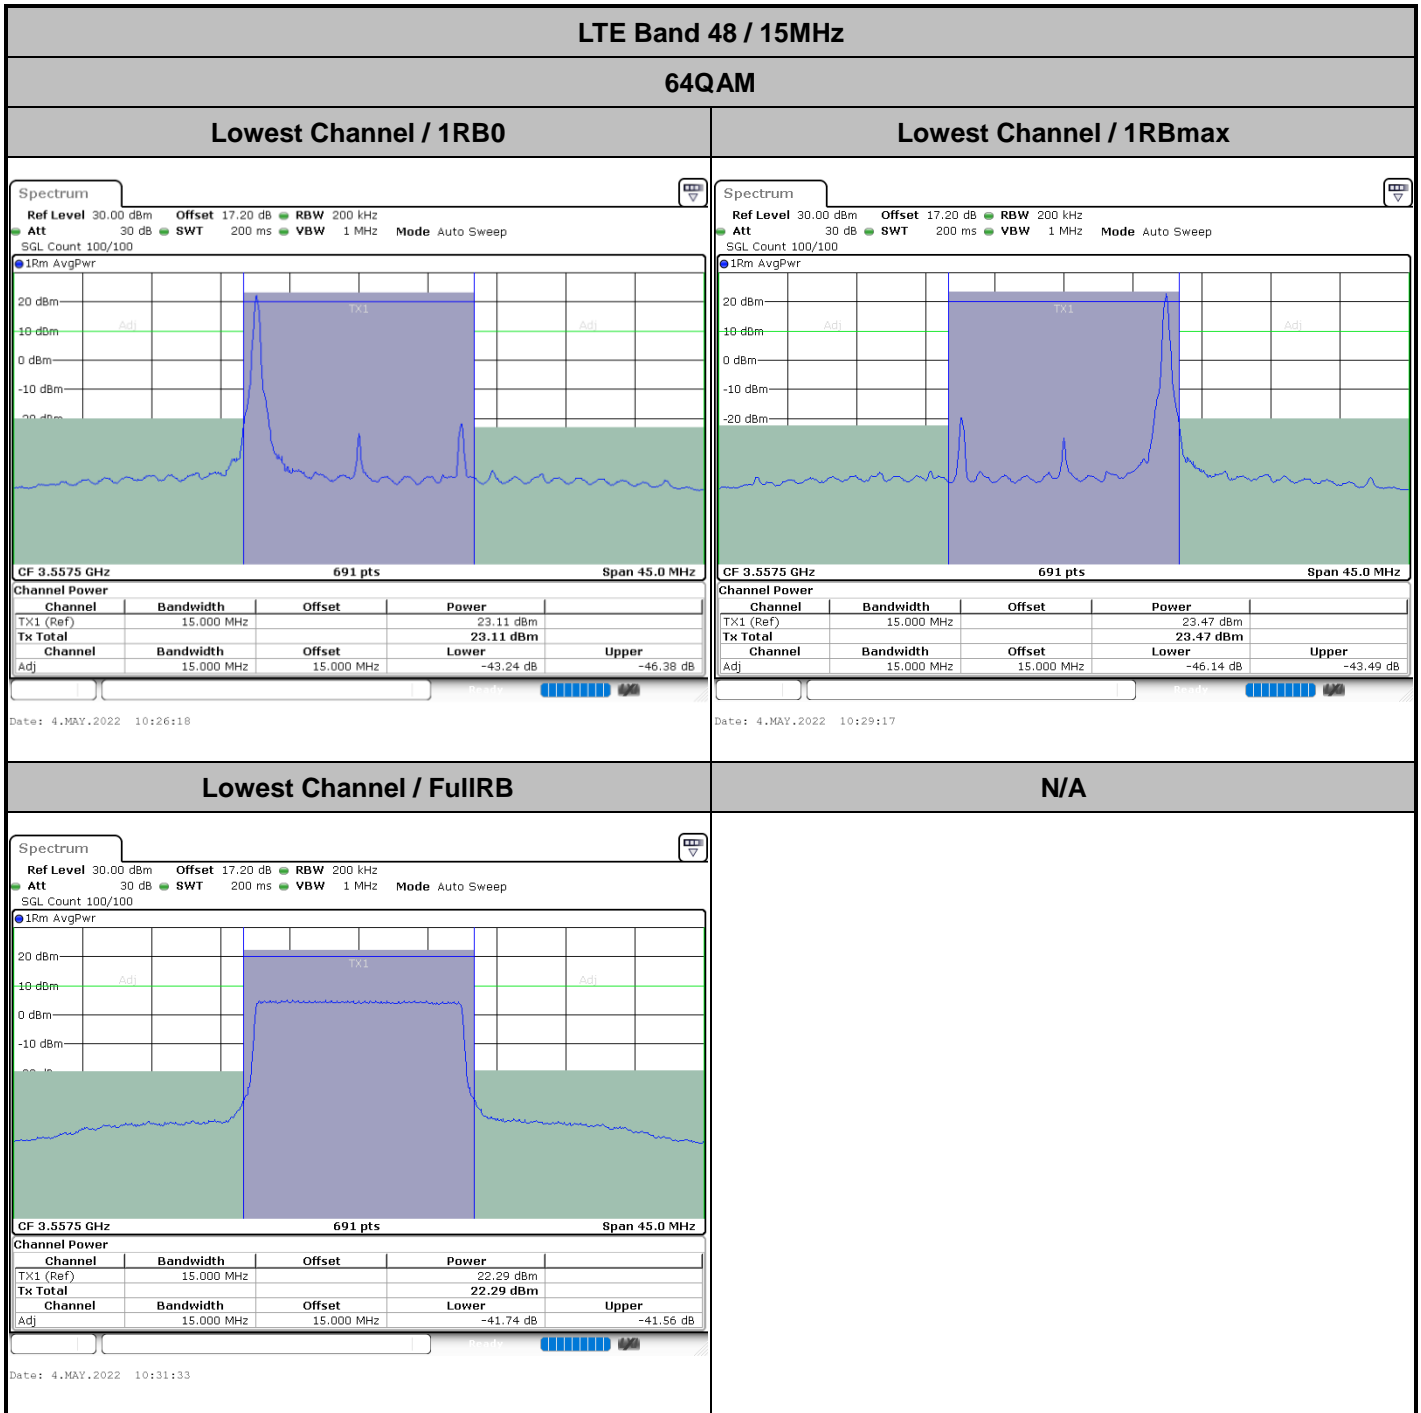 LTE Band 48 / 15MHz
64QAM
Lowest Channel / 1RB0
Lowest Channel / 1RBmax
Spectrum
Ref Level 30.00 dBm Offset 17.20 dB RBW 200 kHz
Att 30 dB SWT 200 ms VBW 1 MHz Mode Auto Sweep
SGL Count 100/100
1Rm AvgPwr
20 dBm
TX1
Adj
Adj
10 dBm
0 dBm
-10 dBm
CF 3.5575 GHz 691 pts Span 45.0 MHz
Channel Power
Channel Bandwidth Offset Power
TX1 (Ref) 15.000 MHz 23.11 dBm
Tx Total 23.11 dBm
Channel Bandwidth Offset Lower Upper
Adj 15.000 MHz 15.000 MHz -43.24 dB -46.38 dB
Ready
Date: 4.MAY.2022 10:26:18
Spectrum
Ref Level 30.00 dBm Offset 17.20 dB RBW 200 kHz
Att 30 dB SWT 200 ms VBW 1 MHz Mode Auto Sweep
SGL Count 100/100
1Rm AvgPwr
20 dBm
TX1
Adj
Adj
10 dBm
0 dBm
-10 dBm
-20 dBm
CF 3.5575 GHz 691 pts Span 45.0 MHz
Channel Power
Channel Bandwidth Offset Power
TX1 (Ref) 15.000 MHz 23.47 dBm
Tx Total 23.47 dBm
Channel Bandwidth Offset Lower Upper
Adj 15.000 MHz 15.000 MHz -46.14 dB -43.49 dB
Ready
Date: 4.MAY.2022 10:29:17
Lowest Channel / FullRB
N/A
Spectrum
Ref Level 30.00 dBm Offset 17.20 dB RBW 200 kHz
Att 30 dB SWT 200 ms VBW 1 MHz Mode Auto Sweep
SGL Count 100/100
1Rm AvgPwr
20 dBm
TX1
Adj
Adj
10 dBm
0 dBm
-10 dBm
CF 3.5575 GHz 691 pts Span 45.0 MHz
Channel Power
Channel Bandwidth Offset Power
TX1 (Ref) 15.000 MHz 22.29 dBm
Tx Total 22.29 dBm
Channel Bandwidth Offset Lower Upper
Adj 15.000 MHz 15.000 MHz -41.74 dB -41.56 dB
Ready
Date: 4.MAY.2022 10:31:33